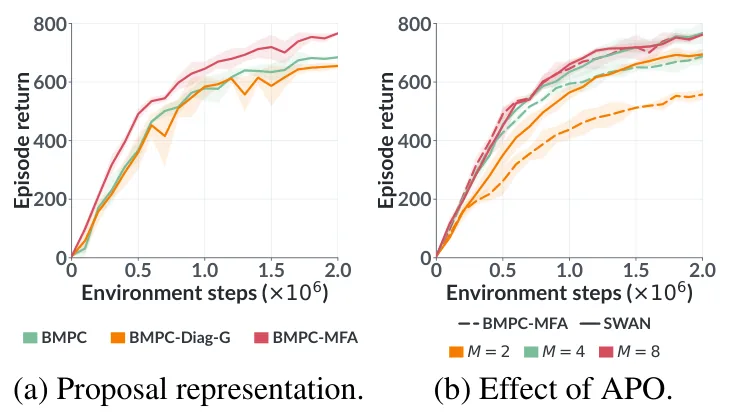 800
600
400
200
0
Episode return
0 0.5 1.0 1.5 2.0
Environment steps (×10⁶)
BMPC BMPC-Diag-G BMPC-MFA
(a) Proposal representation.
800
600
400
200
0
Episode return
0 0.5 1.0 1.5 2.0
Environment steps (×10⁶)
BMPC-MFA SWAN
M = 2 M = 4 M = 8
(b) Effect of APO.